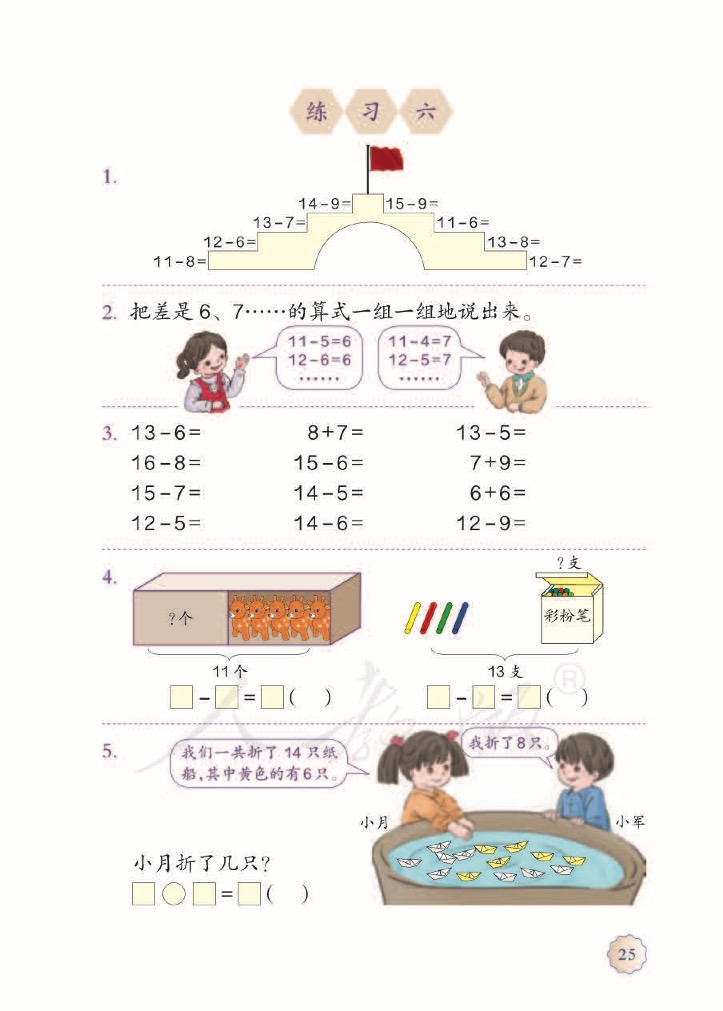 练习六
1.
14-9= 15-9=
13-7= 11-6=
12-6= 13-8=
11-8= 12-7=
2. 把差是 6、7……的算式一组一组地说出来。
11-5=6 11-4=7
12-6=6 12-5=7
…… ……
3. 13-6= 8+7= 13-5=
16-8= 15-6= 7+9=
15-7= 14-5= 6+6=
12-5= 14-6= 12-9=
4.
?支
?个 彩粉笔
11个 13支
- = ( ) - = ( )
人教 ®
5. 我们一共折了 14 只纸
船,其中黄色的有6只。
我折了8只。
小月 小军
小月折了几只?
= ( )
25